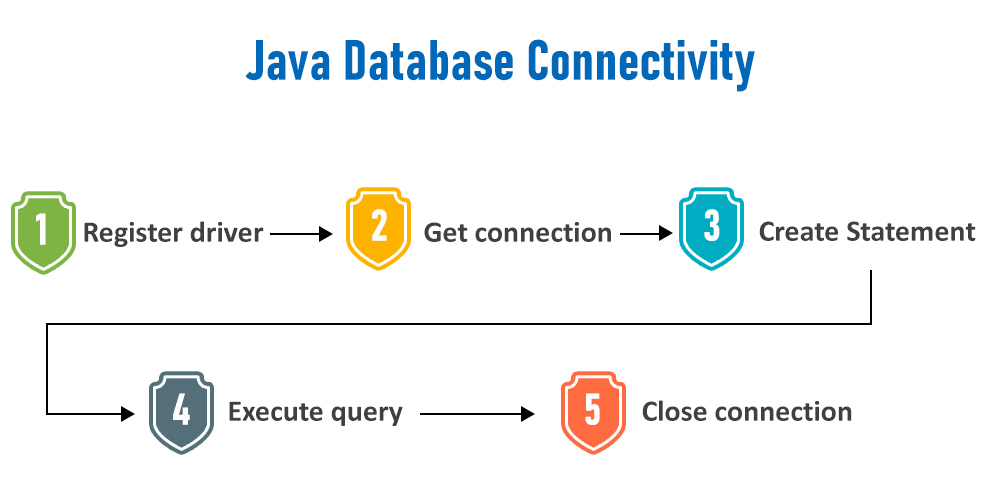 Java Database Connectivity
1 Register driver 2 Get connection 3 Create Statement
4 Execute query 5 Close connection